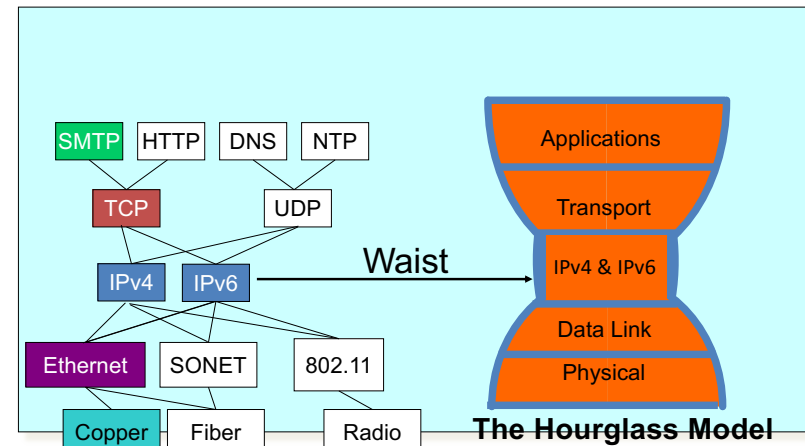 SMTP
HTTP
DNS
NTP
TCP
UDP
IPv4
IPv6
Waist
Ethernet
SONET
802.11
Copper
Fiber
Radio
Applications
Transport
IPv4 & IPv6
Data Link
Physical
The Hourglass Model